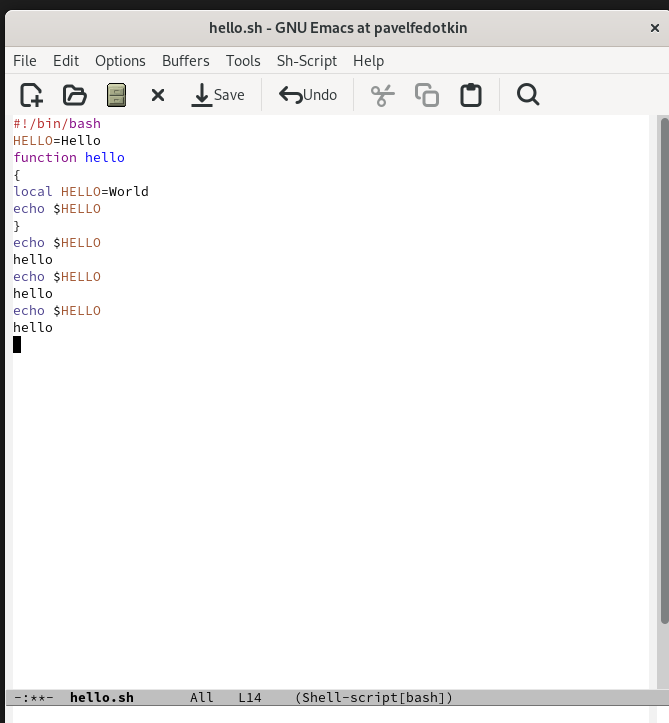 hello.sh - GNU Emacs at pavelfedotkin
File Edit Options Buffers Tools Sh-Script Help
Save Undo
#!/bin/bash
HELLO=Hello
function hello
{
local HELLO=World
echo $HELLO
}
echo $HELLO
hello
echo $HELLO
hello
echo $HELLO
hello
-:**- hello.sh All L14 (Shell-script[bash])